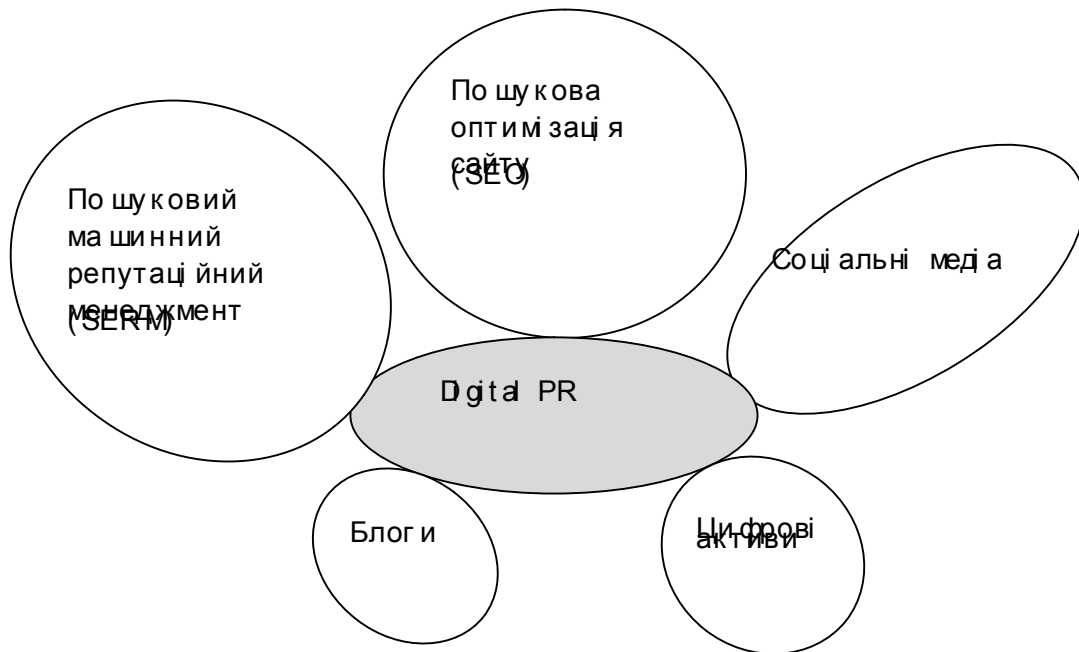 Пошукова
оптимізація
сайту
(SEO)
Пошуковий
машинний
репутаційний
менеджмент
(SERM)
Соціальні медіа
Digital PR
Блоги
Цифрові
активи